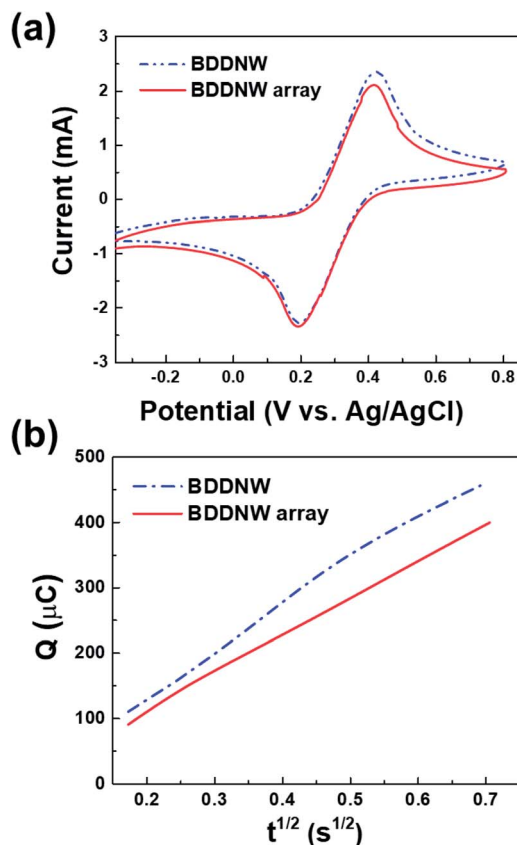 (a)
3
2
1
0
-1
-2
-3
BDDNW
BDDNW array
Current (mA)
-0.2 0.0 0.2 0.4 0.6 0.8
Potential (V vs. Ag/AgCl)
(b)
500
400
300
200
100
0
BDDNW
BDDNW array
Q (μC)
0.2 0.3 0.4 0.5 0.6 0.7
t^1/2 (s^1/2)